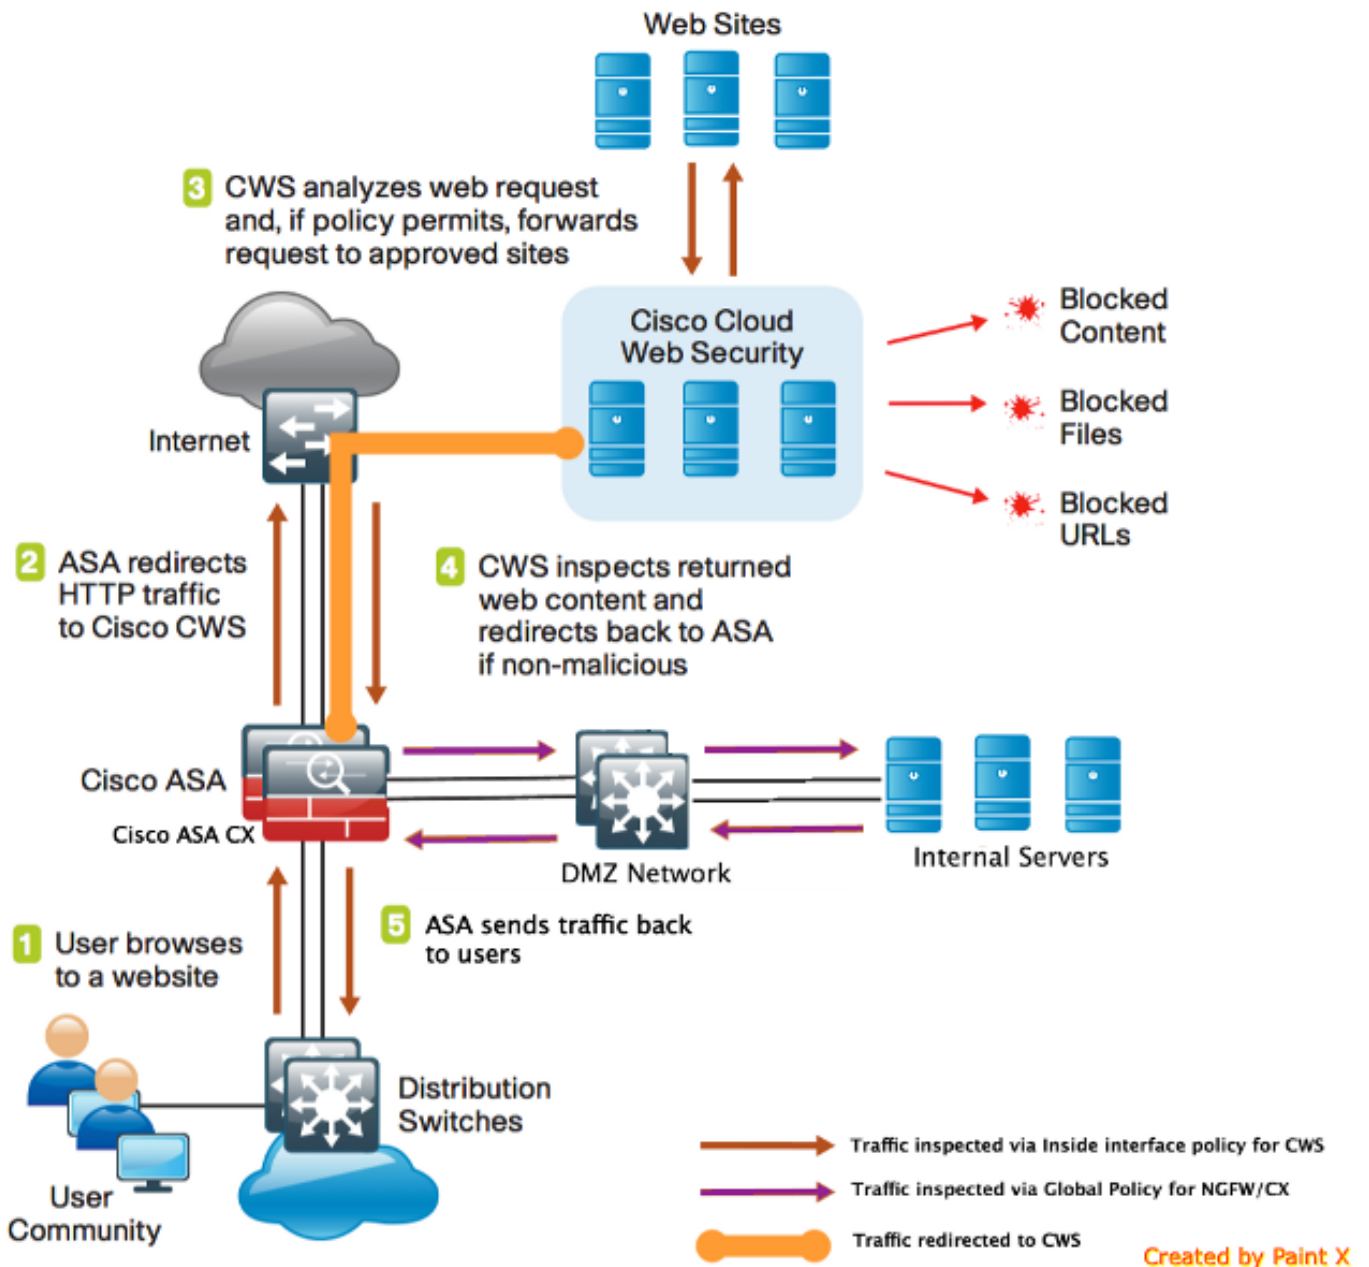 Web Sites
3 CWS analyzes web request
and, if policy permits, forwards
request to approved sites
Cisco Cloud
Web Security
Blocked
Content
Blocked
Files
Blocked
URLs
Internet
2 ASA redirects
HTTP traffic
to Cisco CWS
4 CWS inspects returned
web content and
redirects back to ASA
if non-malicious
Cisco ASA
Cisco ASA CX
DMZ Network
Internal Servers
1 User browses
to a website
5 ASA sends traffic back
to users
Distribution
Switches
User
Community
Traffic inspected via Inside interface policy for CWS
Traffic inspected via Global Policy for NGFW/CX
Traffic redirected to CWS
Created by Paint X